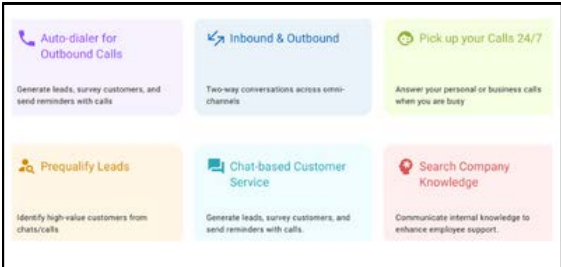 Auto-dialer for
Outbound Calls
Generate leads, survey customers, and
send reminders with calls
Inbound & Outbound
Two-way conversations across omni-
channels
Pick up your Calls 24/7
Answer your personal or business calls
when you are busy
Prequalify Leads
Identify high-value customers from
chats/calls
Chat-based Customer
Service
Generate leads, survey customers, and
send reminders with calls.
Search Company
Knowledge
Communicate internal knowledge to
enhance employee support.